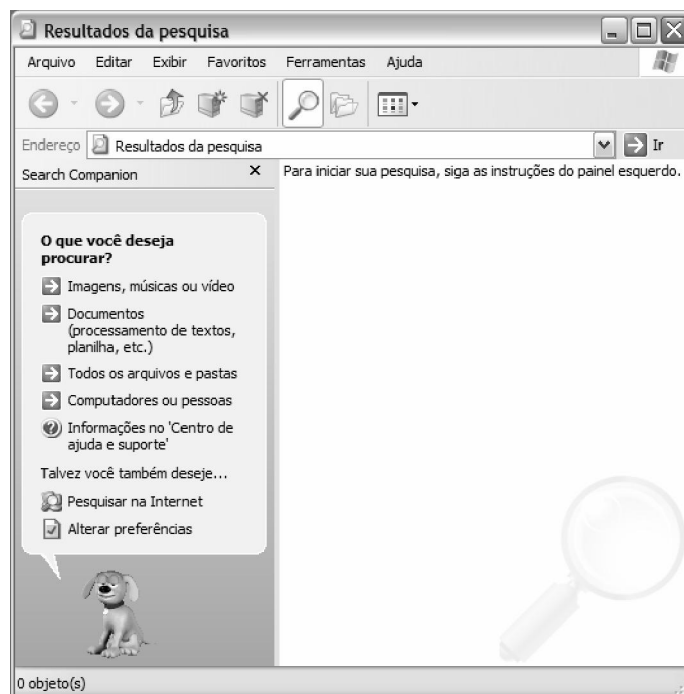 Resultados da pesquisa
Arquivo Editar Exibir Favoritos Ferramentas Ajuda
Endereço Resultados da pesquisa Ir
Search Companion
Para iniciar sua pesquisa, siga as instruções do painel esquerdo.
O que você deseja
procurar?
Imagens, músicas ou vídeo
Documentos
(processamento de textos,
planilha, etc.)
Todos os arquivos e pastas
Computadores ou pessoas
Informações no 'Centro de
ajuda e suporte'
Talvez você também deseje...
Pesquisar na Internet
Alterar preferências
0 objeto(s)